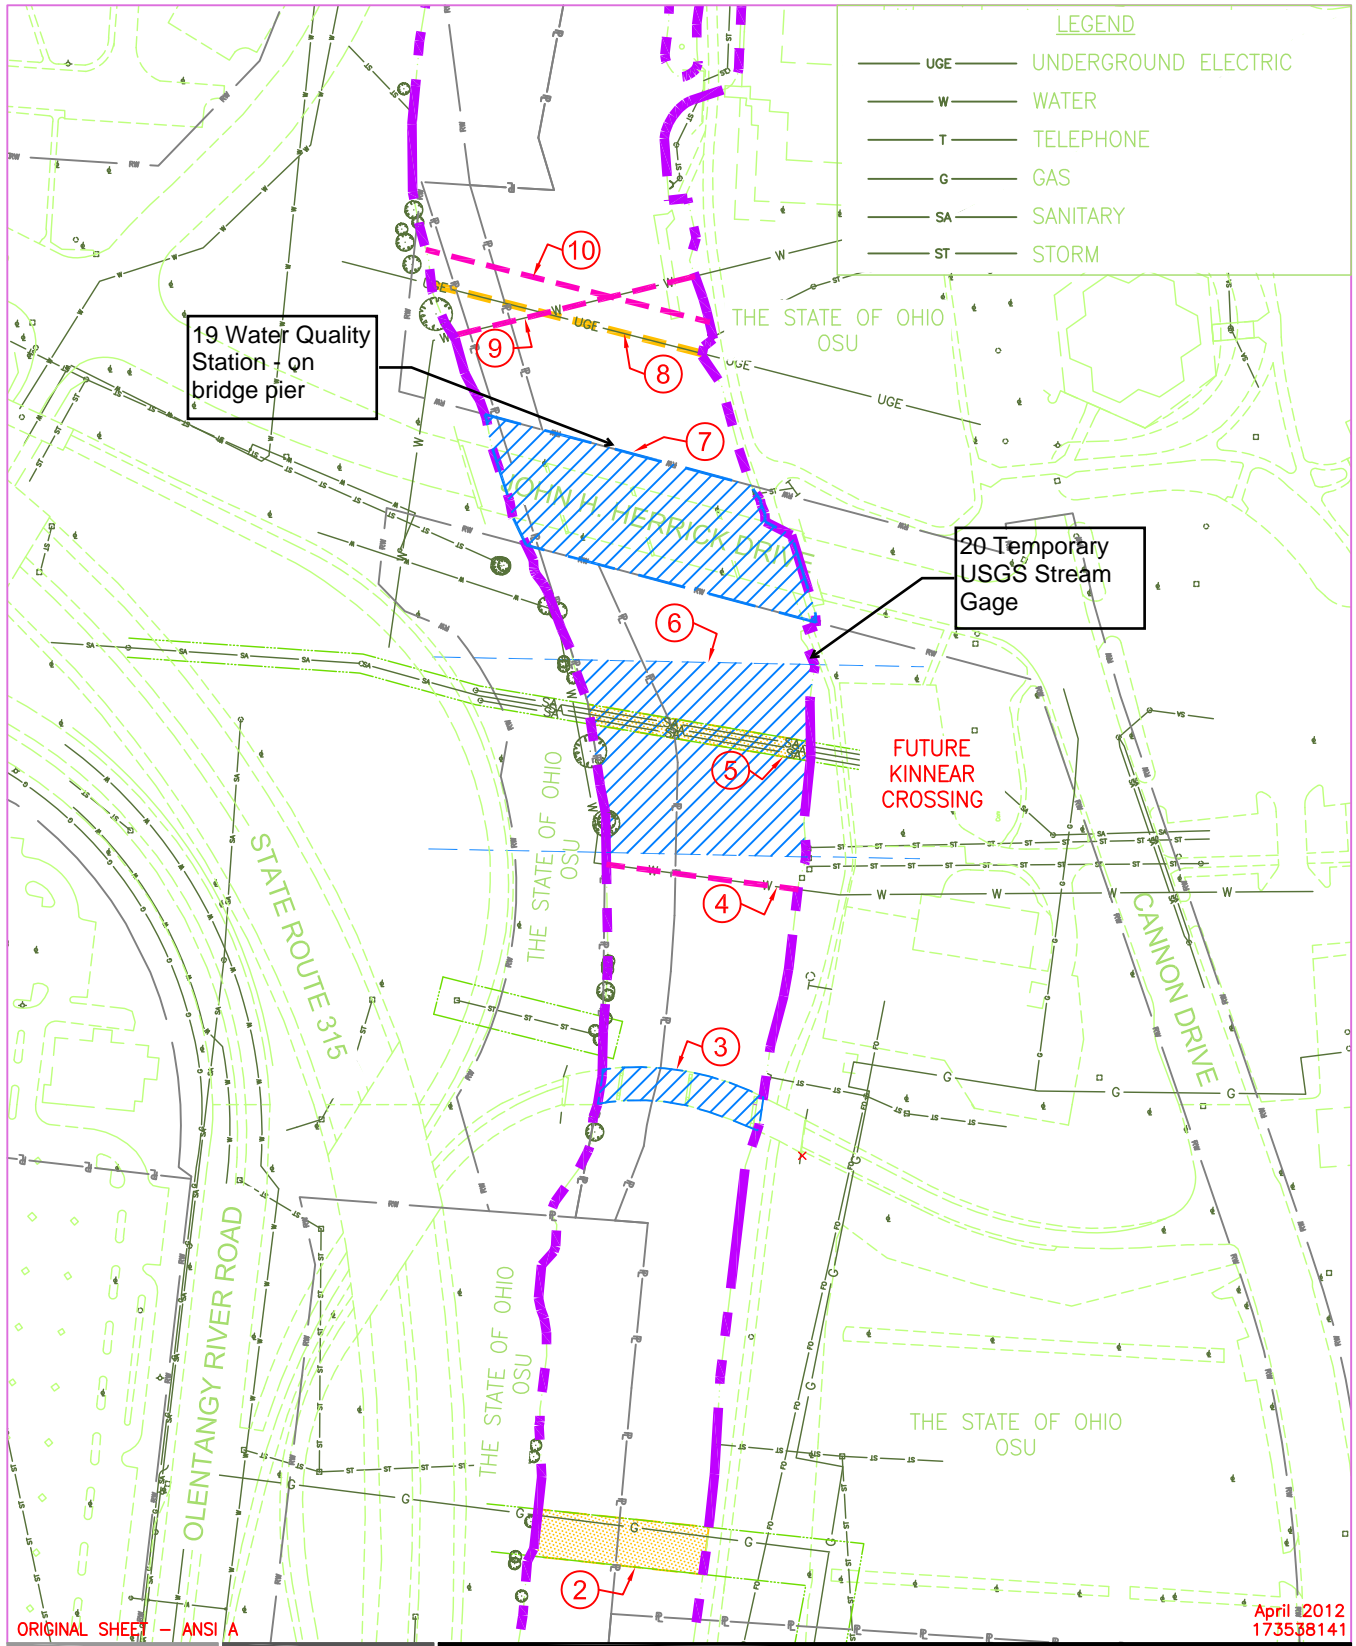 LEGEND
UGE UNDERGROUND ELECTRIC
W WATER
T TELEPHONE
G GAS
SA SANITARY
ST STORM
10
THE STATE OF OHIO
OSU
19 Water Quality
Station - on
bridge pier
9
8
UGE
UGE
UGE
UGE
7
JOHN H. HERRICK DRIVE
20 Temporary
USGS Stream
Gage
6
5
FUTURE
KINNEAR
CROSSING
THE STATE OF OHIO
OSU
STATE ROUTE 315
4
CANNON DRIVE
3
THE STATE OF OHIO
OSU
OLENTANGY RIVER ROAD
THE STATE OF OHIO
OSU
2
ORIGINAL SHEET - ANSI A
April 2012
173538141